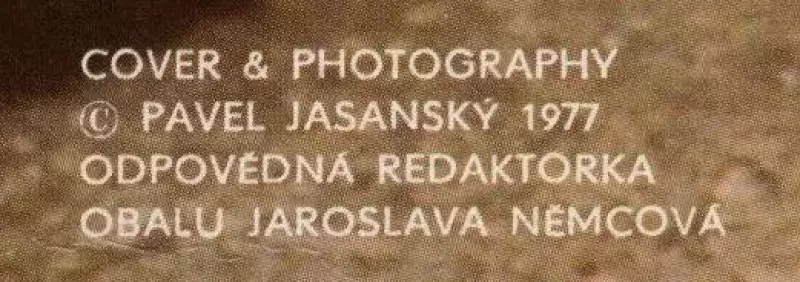 COVER & PHOTOGRAPHY
© PAVEL JASANSKÝ 1977
ODPOVĚDNÁ REDAKTORKA
OBALU JAROSLAVA NĚMCOVÁ